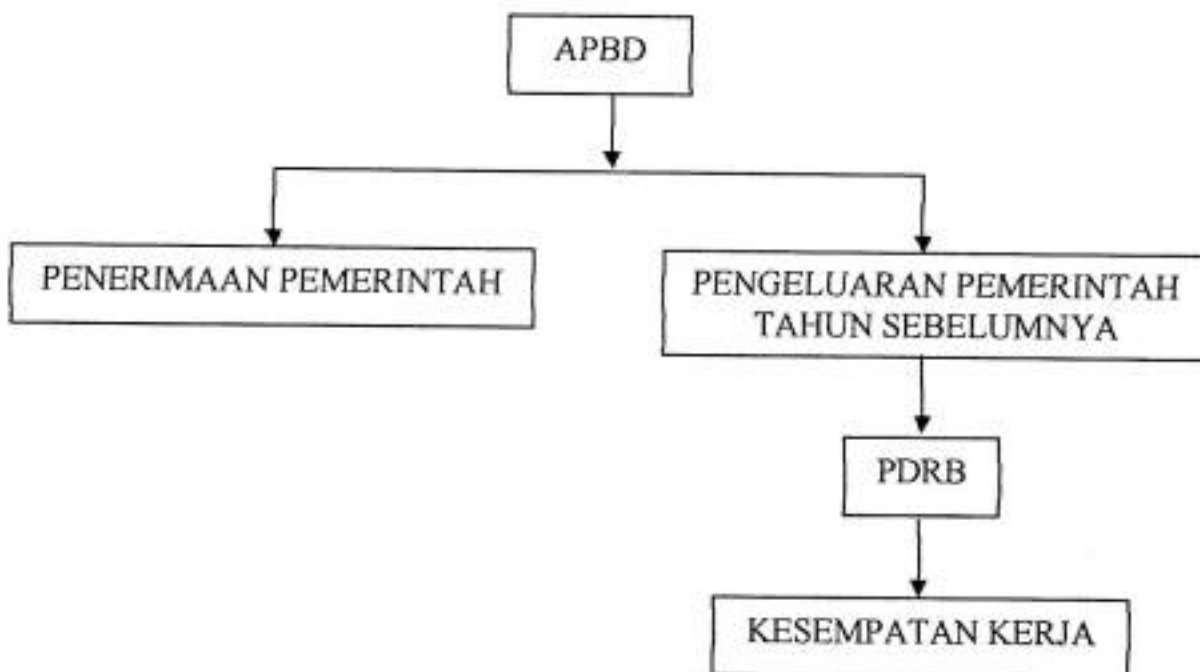 APBD
PENERIMAAN PEMERINTAH
PENGELUARAN PEMERINTAH
TAHUN SEBELUMNYA
PDRB
KESEMPATAN KERJA